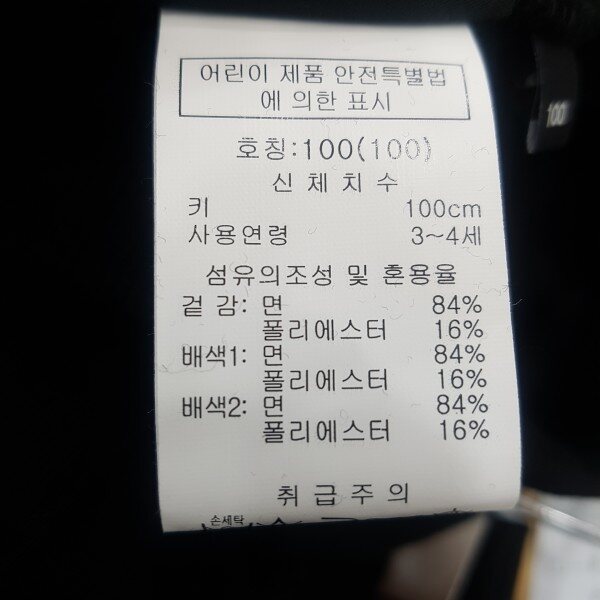 어린이 제품 안전특별법
에 의한 표시
호칭:100(100)
신체치수
키 100cm
사용연령 3~4세
섬유의조성 및 혼용율
겉 감: 면 84%
폴리에스터 16%
배색1: 면 84%
폴리에스터 16%
배색2: 면 84%
폴리에스터 16%
취급주의
손세탁
100